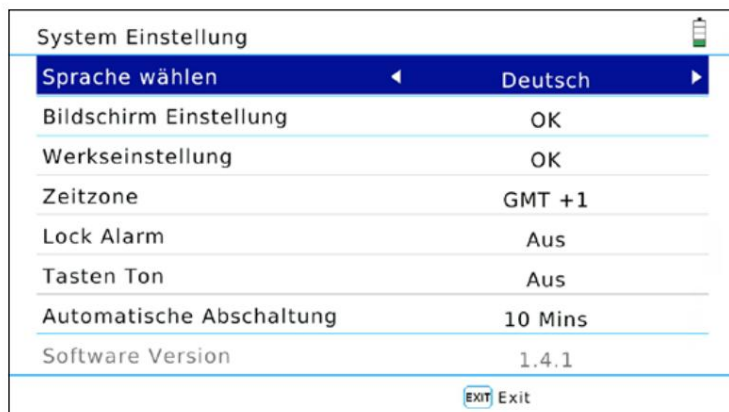 System Einstellung
Sprache wählen Deutsch
Bildschirm Einstellung OK
Werkseinstellung OK
Zeitzone GMT +1
Lock Alarm Aus
Tasten Ton Aus
Automatische Abschaltung 10 Mins
Software Version 1.4.1
EXIT Exit